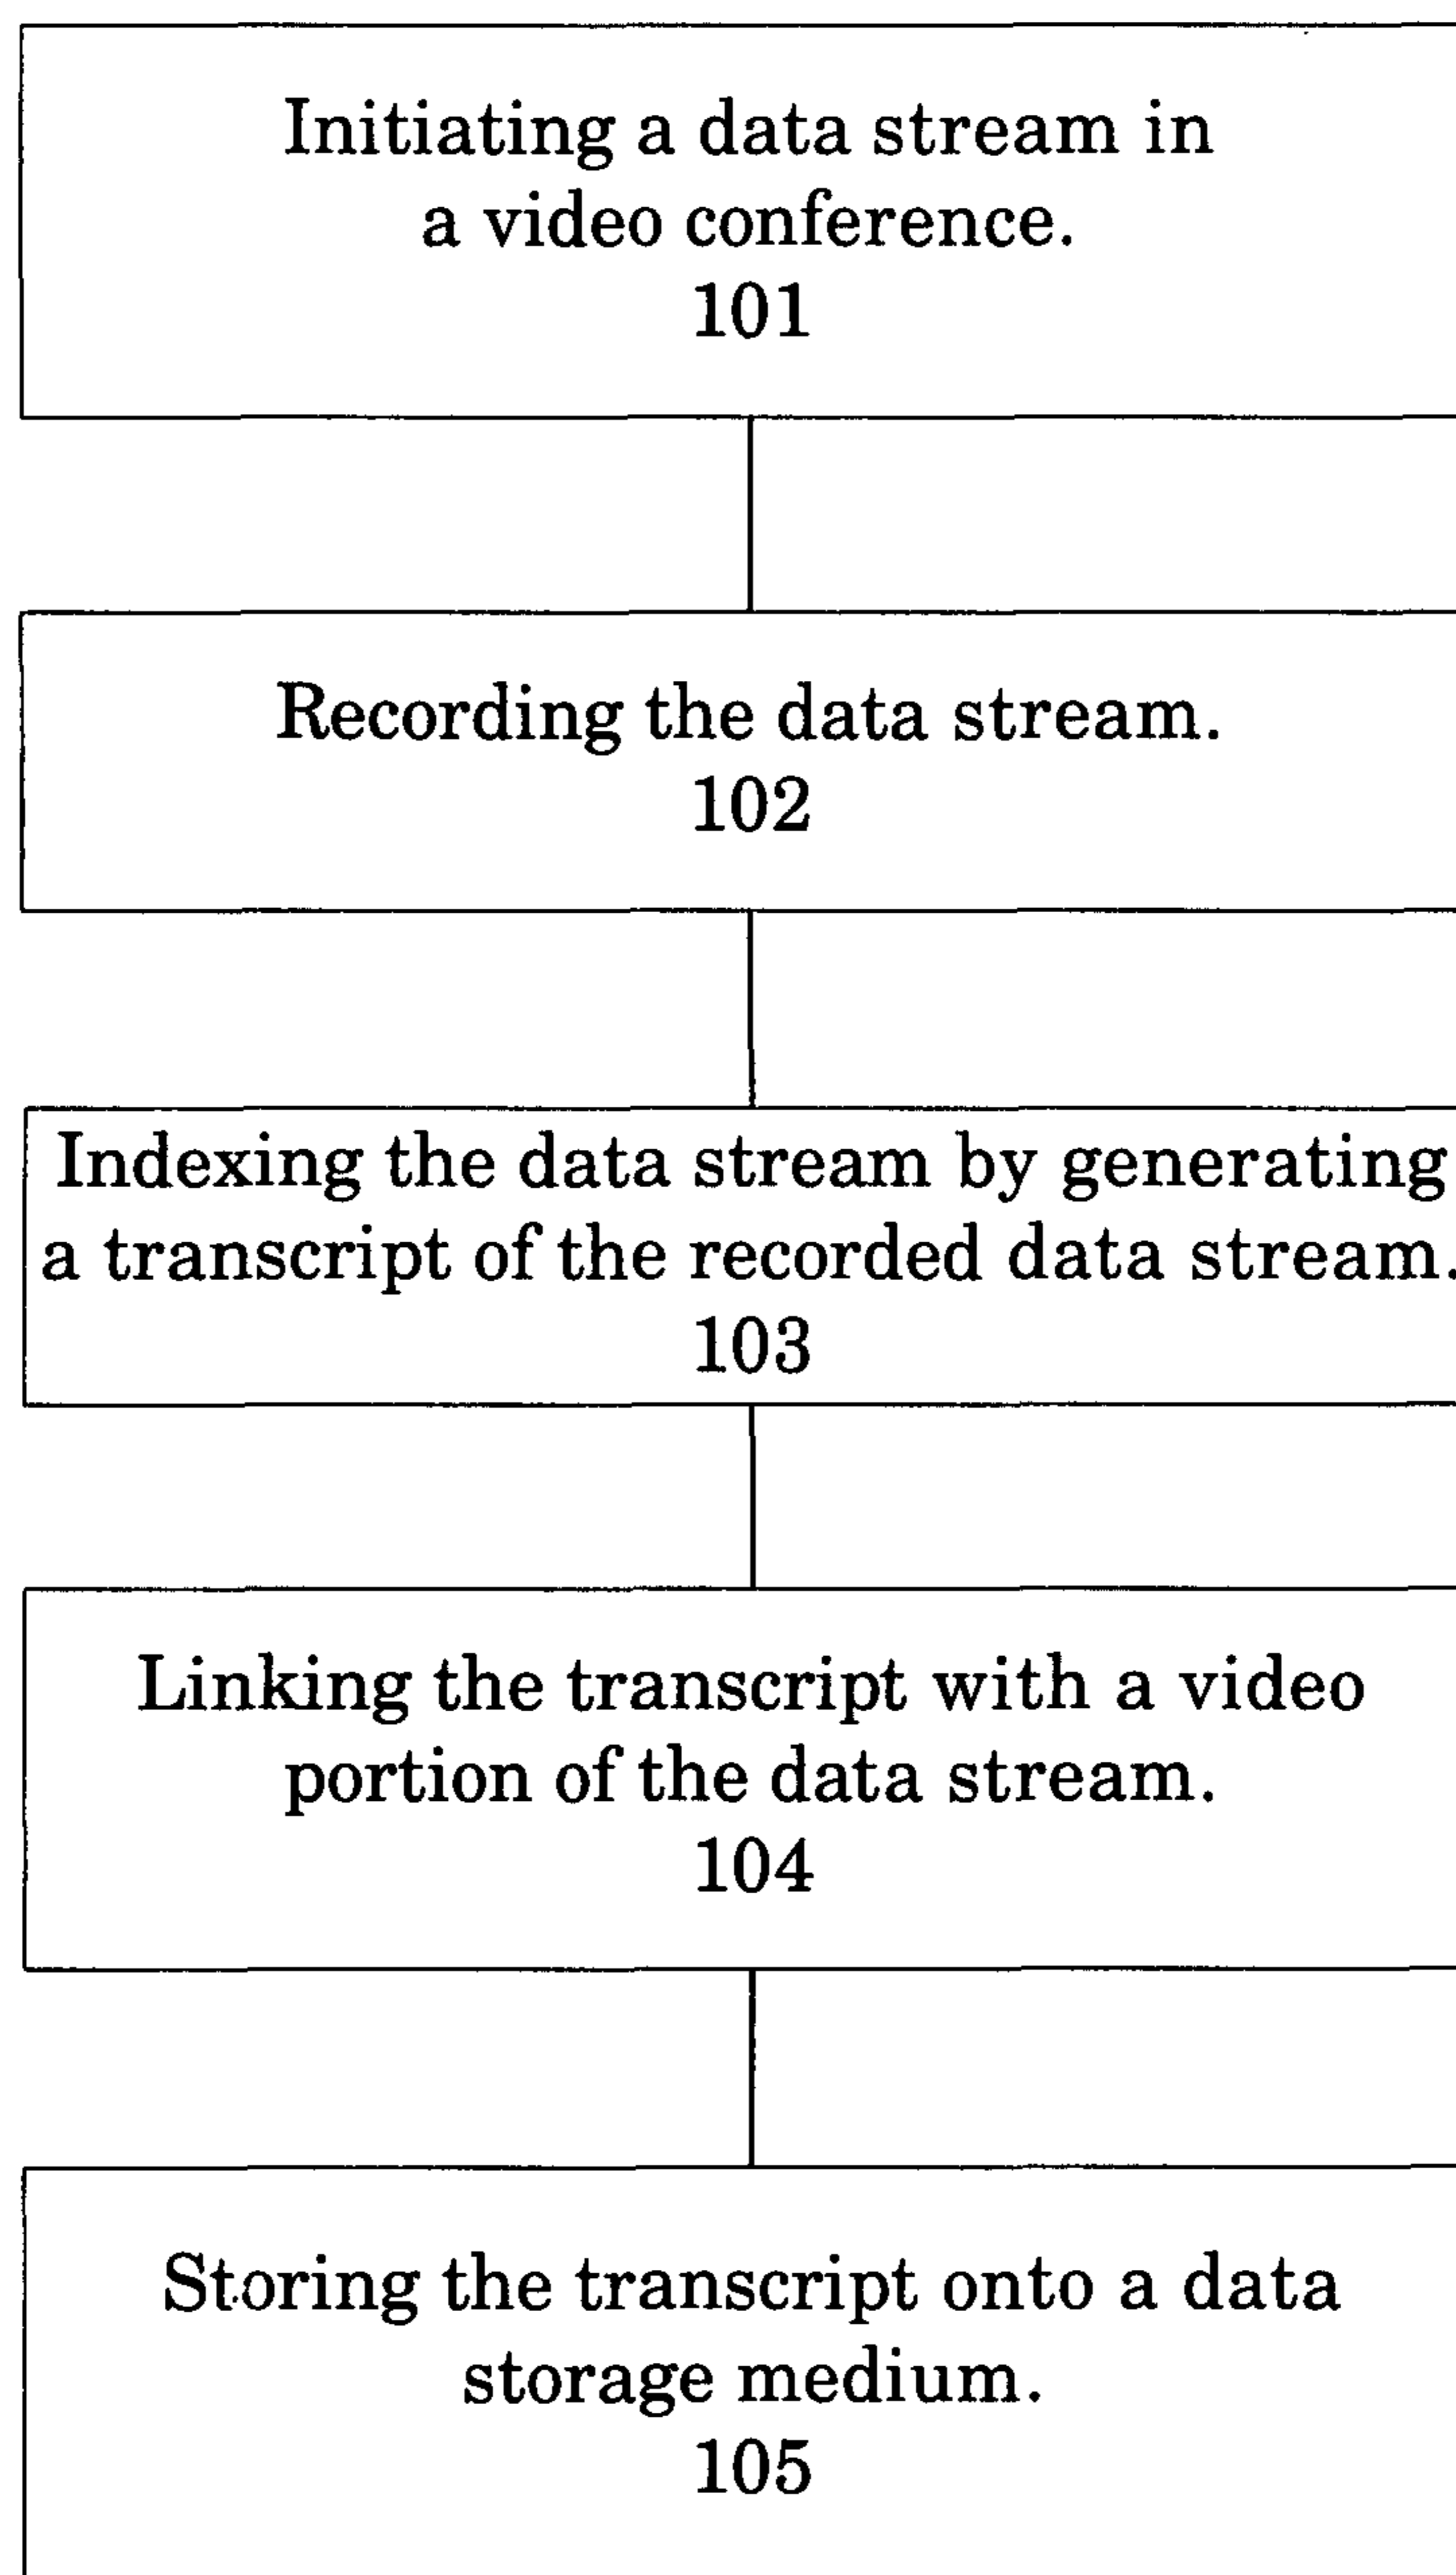 Initiating a data stream in
a video conference.
101
Recording the data stream.
102
Indexing the data stream by generating
a transcript of the recorded data stream.
103
Linking the transcript with a video
portion of the data stream.
104
Storing the transcript onto a data
storage medium.
105